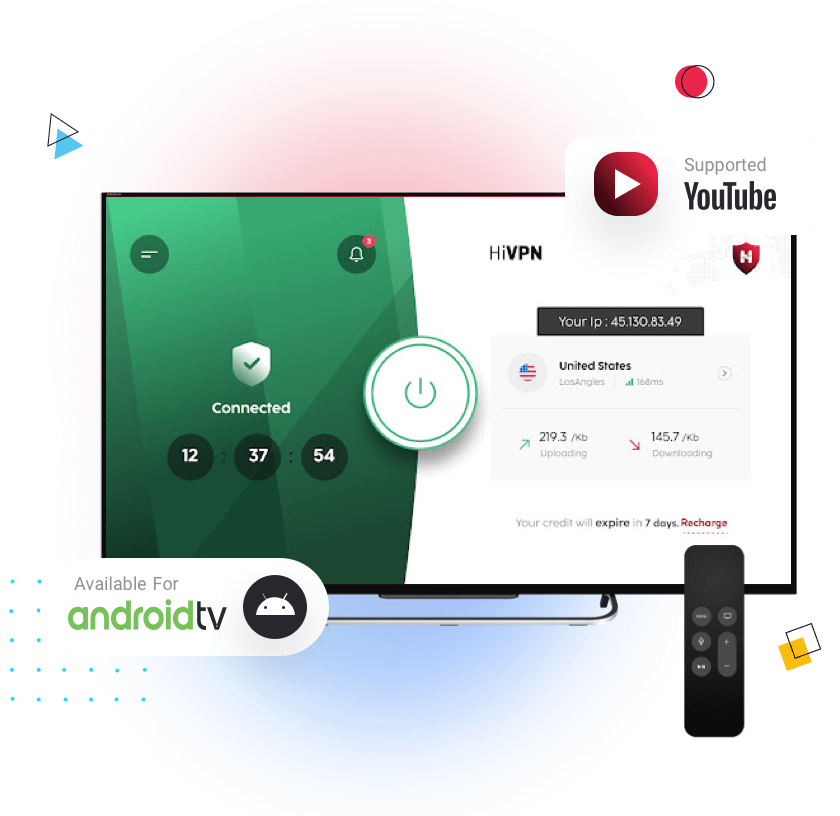 Supported
YouTube
3
HiVPN
Your Ip : 45.130.83.49
United States
LosAngles
168ms
Connected
12 : 37 : 54
219.3 /Kb
Uploading
145.7 /Kb
Downloading
Your credit will expire in 7 days. Recharge
Available For
androidtv
MENU